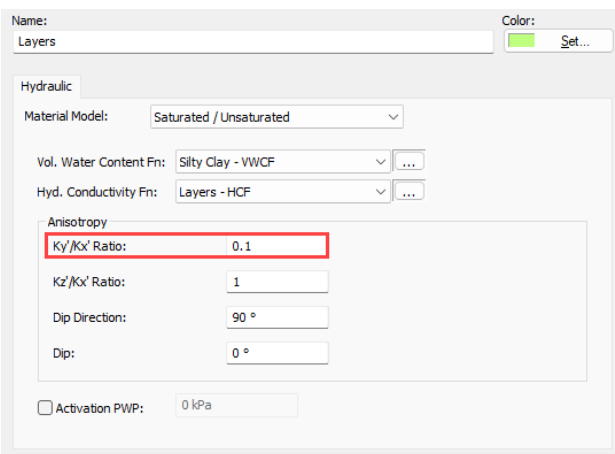 Name:
Color:
Layers
Set...
Hydraulic
Material Model: Saturated / Unsaturated
Vol. Water Content Fn: Silty Clay - VWCF ...
Hyd. Conductivity Fn: Layers - HCF ...
Anisotropy
Ky'/Kx' Ratio: 0.1
Kz'/Kx' Ratio: 1
Dip Direction: 90 °
Dip: 0 °
Activation PWP: 0 kPa